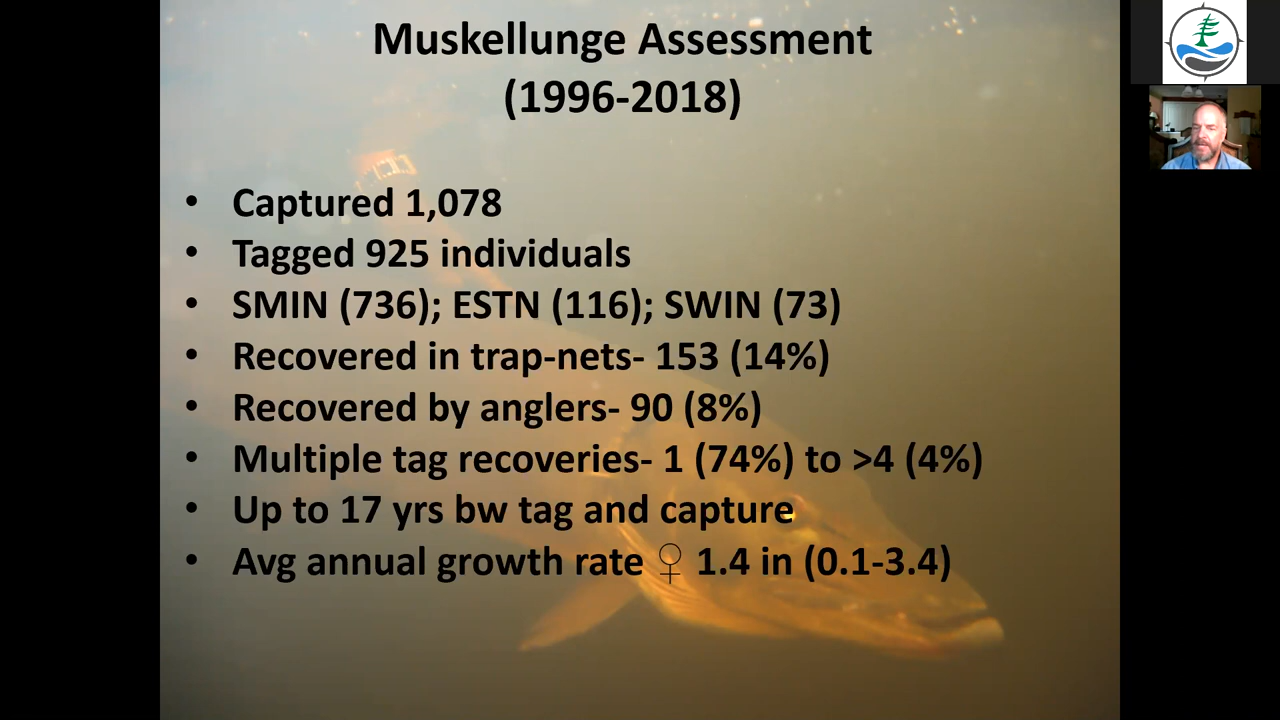 Muskellunge Assessment
(1996-2018)
• Captured 1,078
• Tagged 925 individuals
• SMIN (736); ESTN (116); SWIN (73)
• Recovered in trap-nets- 153 (14%)
• Recovered by anglers- 90 (8%)
• Multiple tag recoveries- 1 (74%) to >4 (4%)
• Up to 17 yrs bw tag and capture
• Avg annual growth rate ♀ 1.4 in (0.1-3.4)